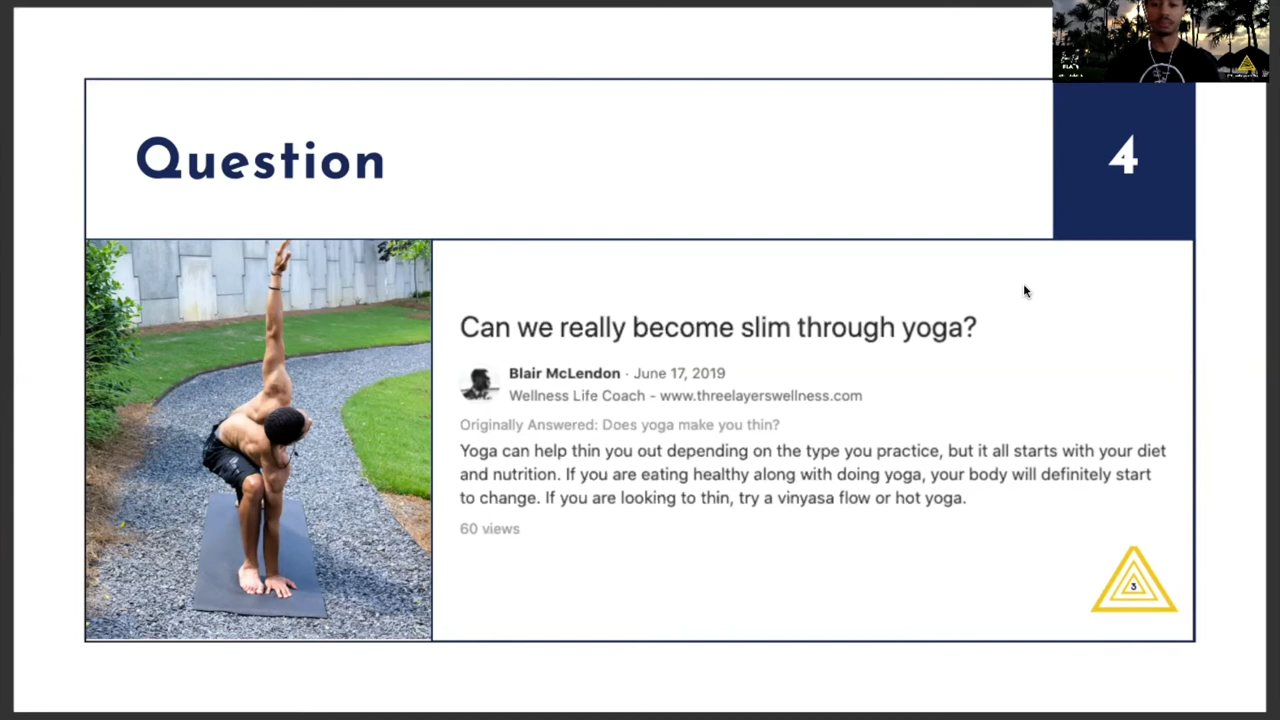 Question
4
Can we really become slim through yoga?
Blair McLendon · June 17, 2019
Wellness Life Coach - www.threelayerswellness.com
Originally Answered: Does yoga make you thin?
Yoga can help thin you out depending on the type you practice, but it all starts with your diet
and nutrition. If you are eating healthy along with doing yoga, your body will definitely start
to change. If you are looking to thin, try a vinyasa flow or hot yoga.
60 views
3